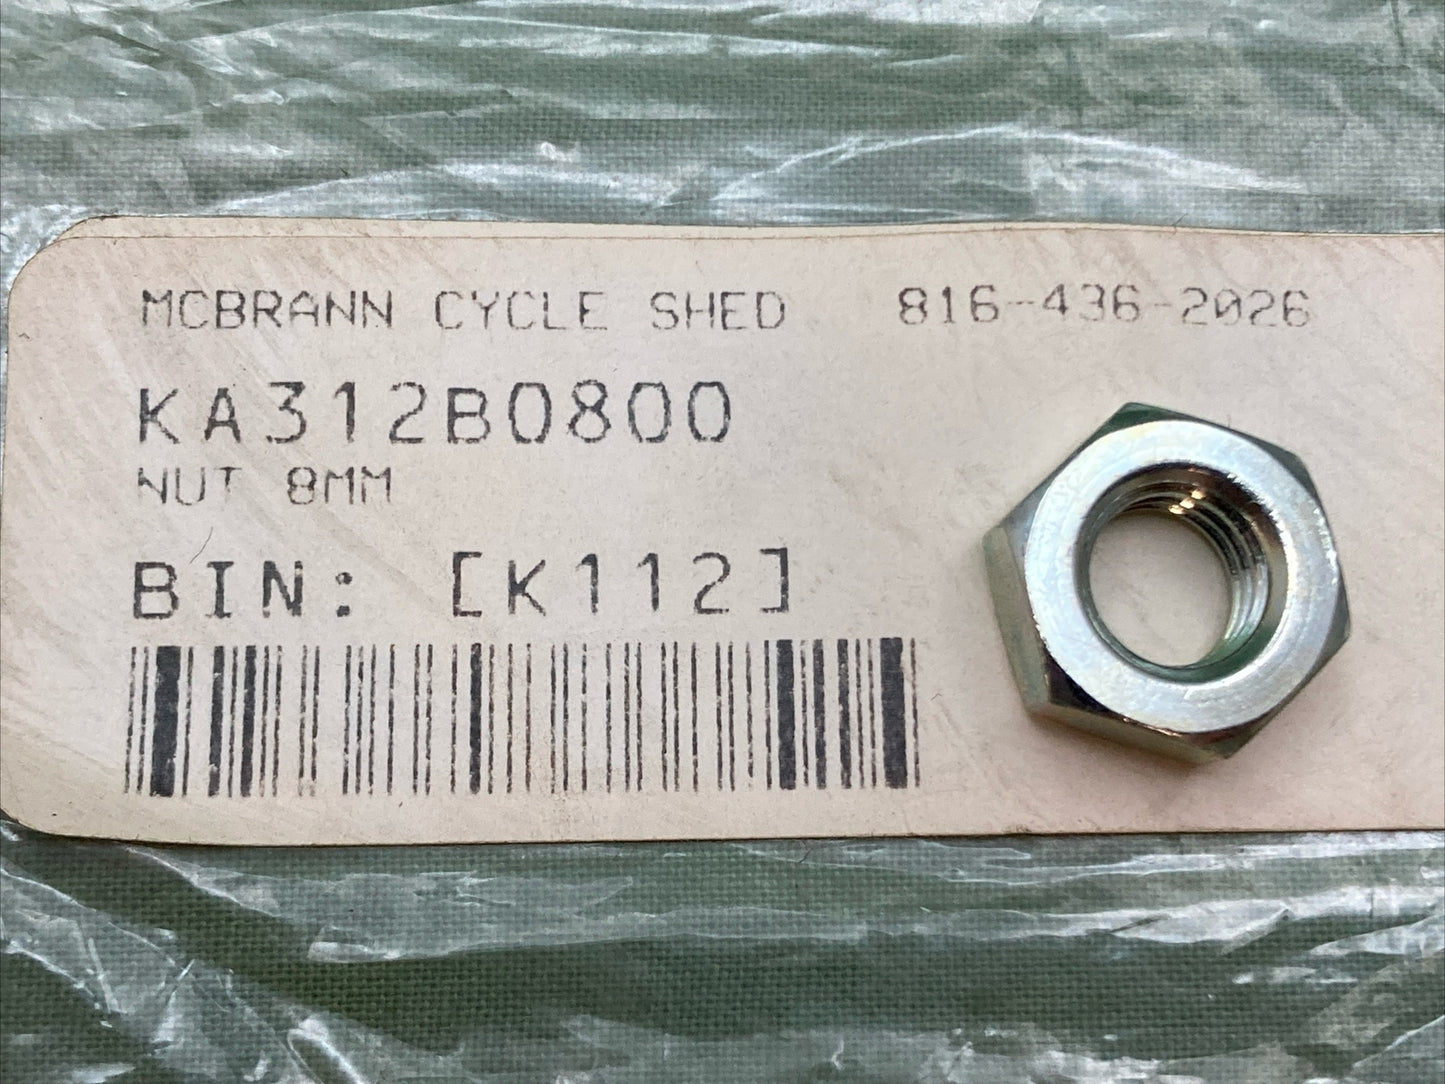 MCBRANN CYCLE SHED 816-436-2026
KA312B0800
NUT 8MM
BIN: [K112]